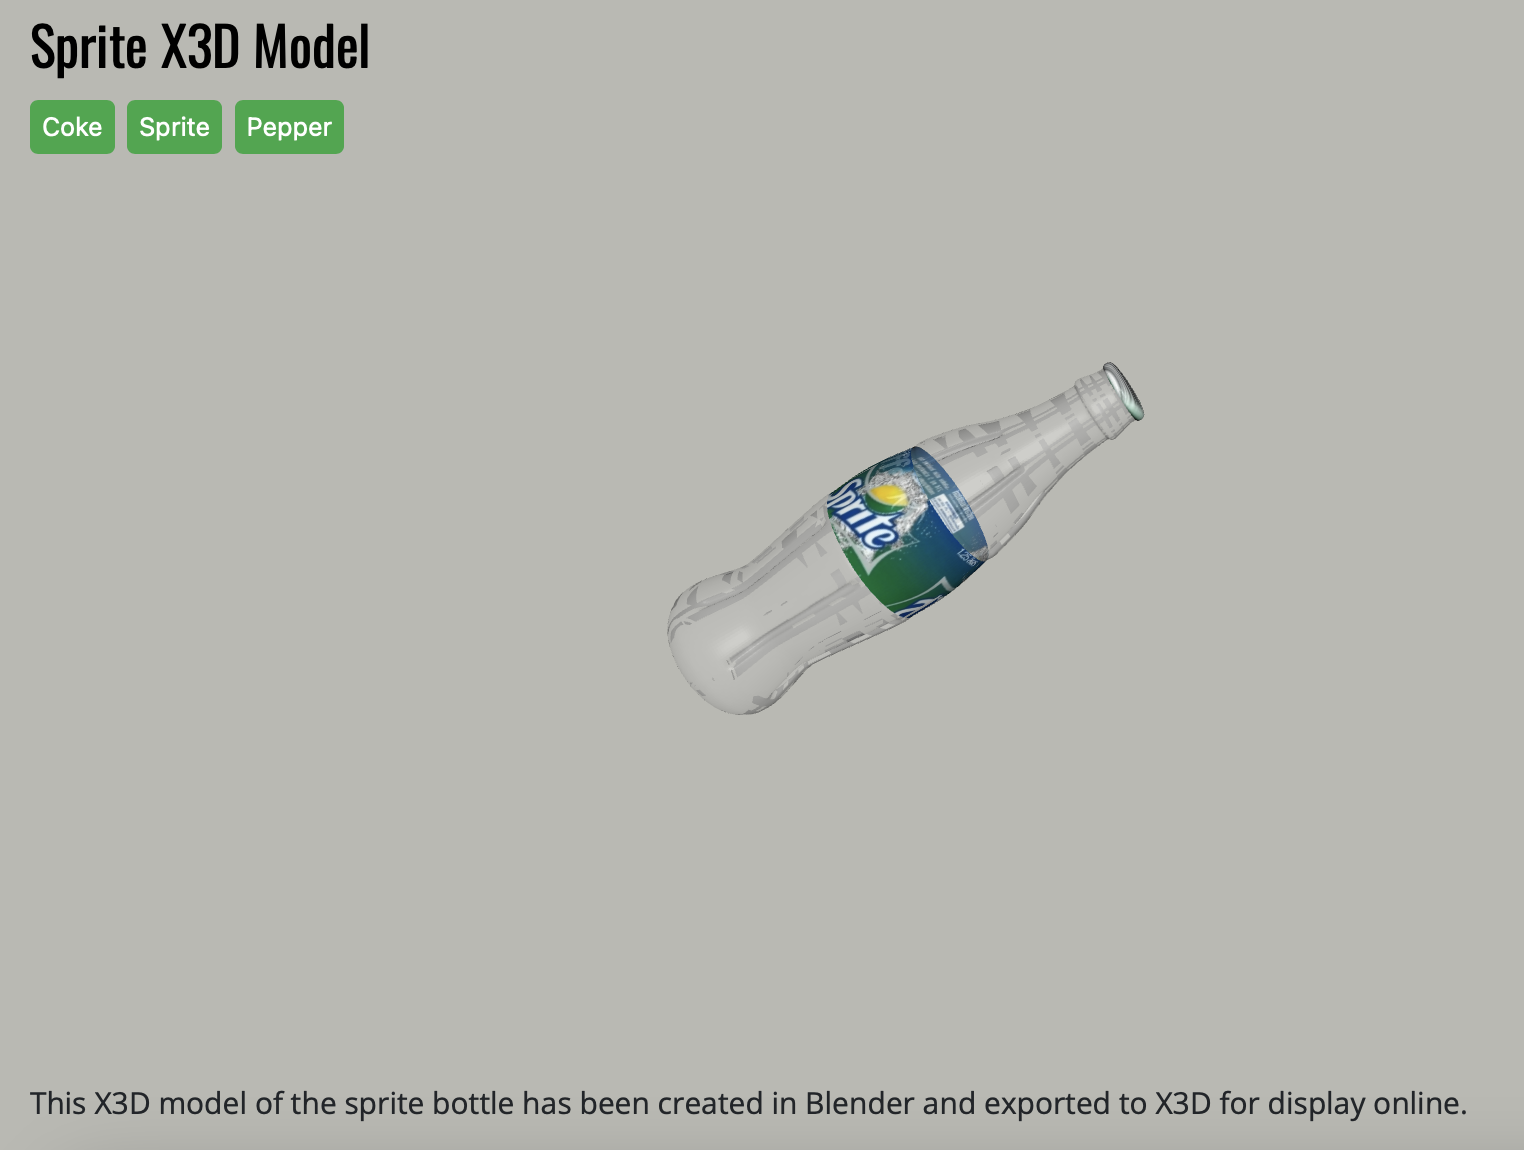 Sprite X3D Model
Coke Sprite Pepper
Sprite
This X3D model of the sprite bottle has been created in Blender and exported to X3D for display online.